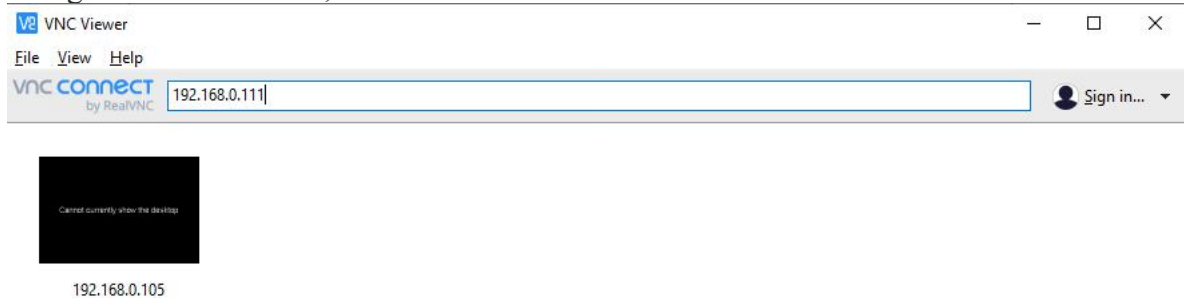 VNC Viewer
File View Help
vnc connect
by RealVNC
192.168.0.111
Sign in...
Cannot currently show the desktop
192.168.0.105